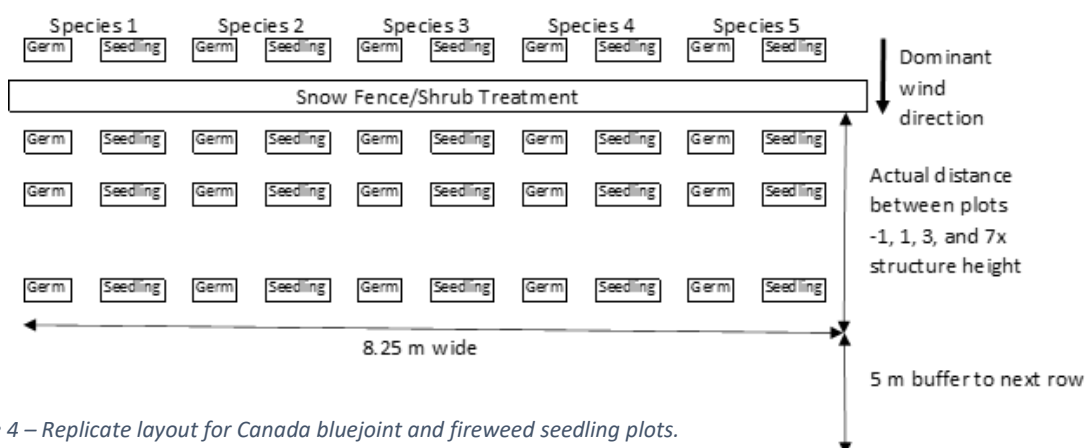 Species 1 Species 2 Species 3 Species 4 Species 5
Germ Seedling Germ Seedling Germ Seedling Germ Seedling Germ Seedling
Dominant
wind
direction
Snow Fence/Shrub Treatment
Germ Seedling Germ Seedling Germ Seedling Germ Seedling Germ Seedling
Germ Seedling Germ Seedling Germ Seedling Germ Seedling Germ Seedling
Actual distance
between plots
-1, 1, 3, and 7x
structure height
Germ Seedling Germ Seedling Germ Seedling Germ Seedling Germ Seedling
8.25 m wide
5 m buffer to next row
4 – Replicate layout for Canada bluejoint and fireweed seedling plots.